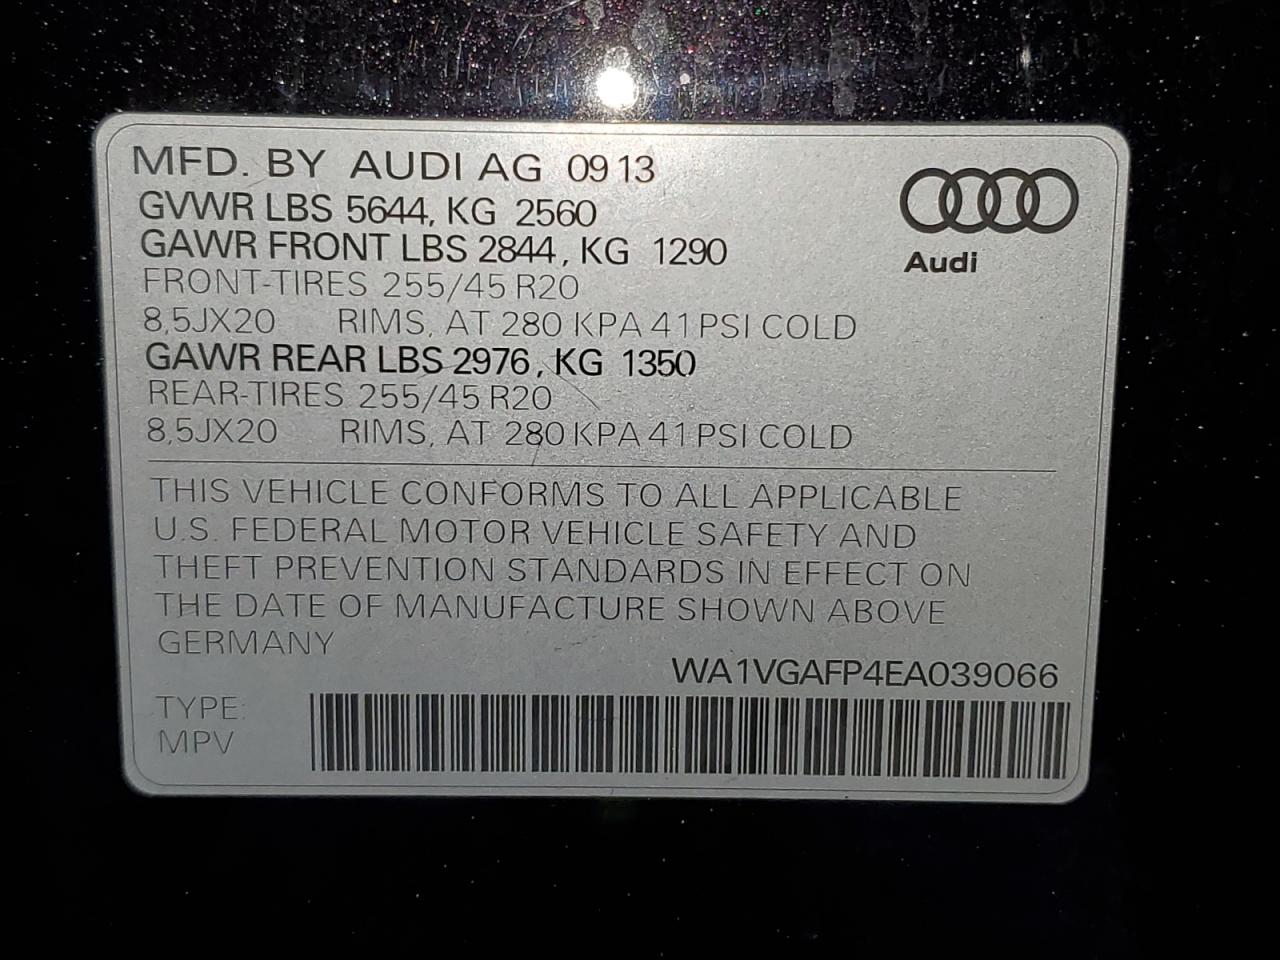 MFD. BY AUDI AG 09 13
GVWR LBS 5644, KG 2560
GAWR FRONT LBS 2844, KG 1290
Audi
FRONT-TIRES 255/45 R20
8,5JX20 RIMS, AT 280 KPA 41 PSI COLD
GAWR REAR LBS 2976, KG 1350
REAR-TIRES 255/45 R20
8,5JX20 RIMS, AT 280 KPA 41 PSI COLD
THIS VEHICLE CONFORMS TO ALL APPLICABLE
U.S. FEDERAL MOTOR VEHICLE SAFETY AND
THEFT PREVENTION STANDARDS IN EFFECT ON
THE DATE OF MANUFACTURE SHOWN ABOVE
GERMANY
WA1VGAFP4EA039066
TYPE:
MPV